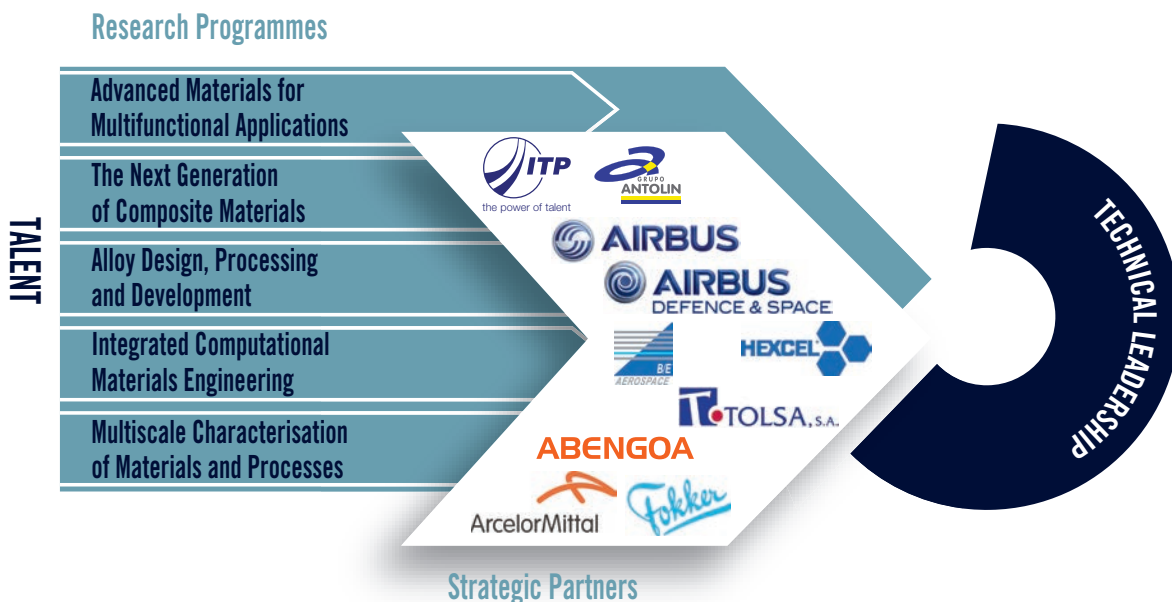 Research Programmes
TALENT
Advanced Materials for
Multifunctional Applications
The Next Generation
of Composite Materials
Alloy Design, Processing
and Development
Integrated Computational
Materials Engineering
Multiscale Characterisation
of Materials and Processes
ITP
the power of talent
GRUPO
ANTOLIN
AIRBUS
AIRBUS
DEFENCE & SPACE
B/E
AEROSPACE
HEXCEL
TOLSA, S.A.
ABENGOA
ArcelorMittal
Fokker
Strategic Partners
TECHNICAL LEADERSHIP